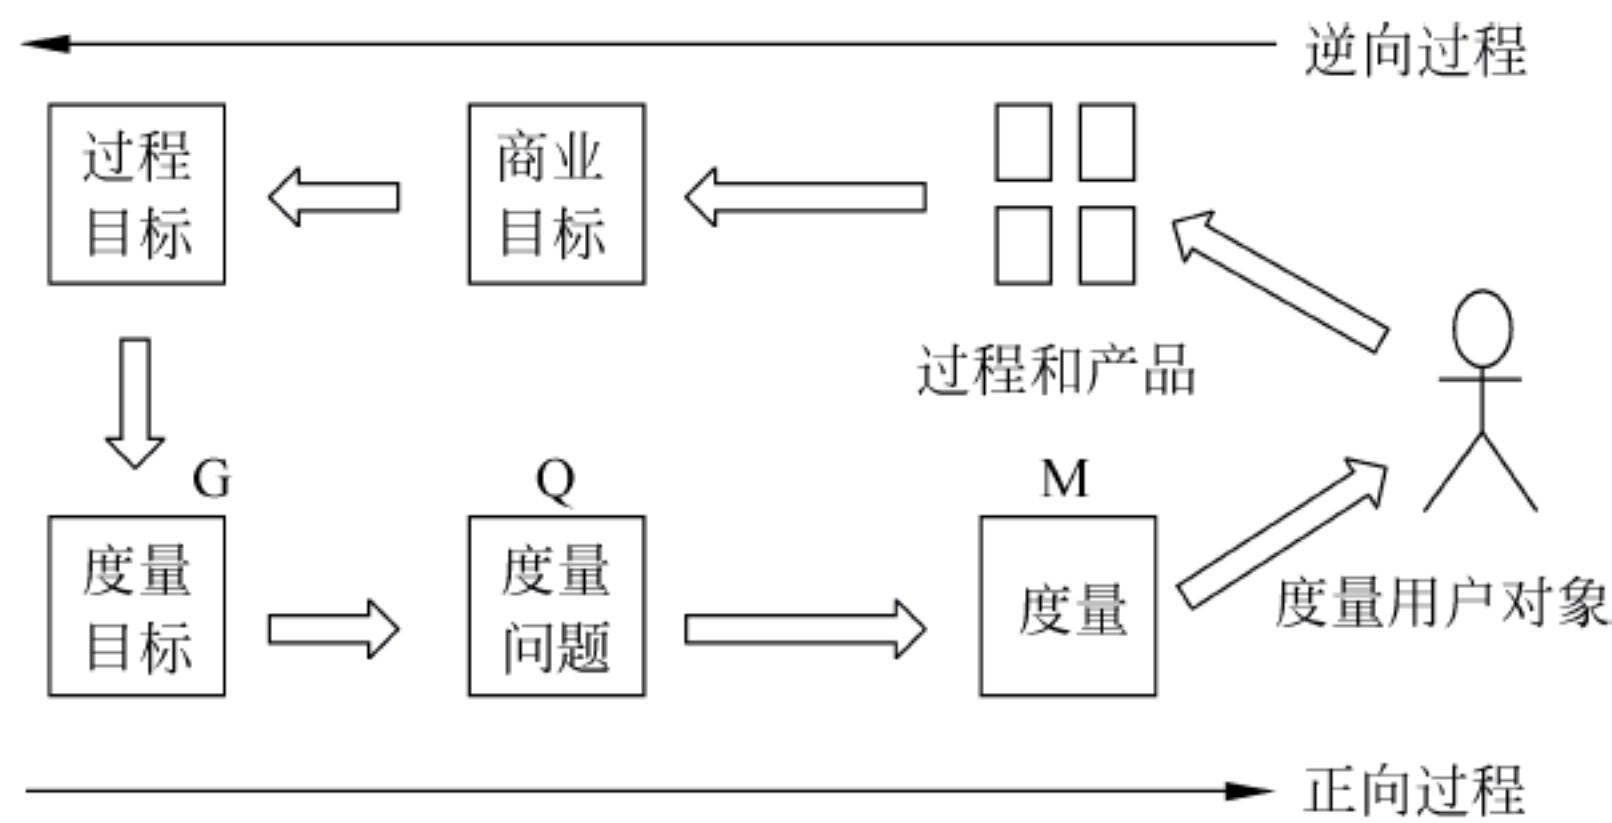 逆向过程
过程
目标
商业
目标
过程和产品
G
Q
M
度量
目标
度量
问题
度量
度量用户对象
正向过程